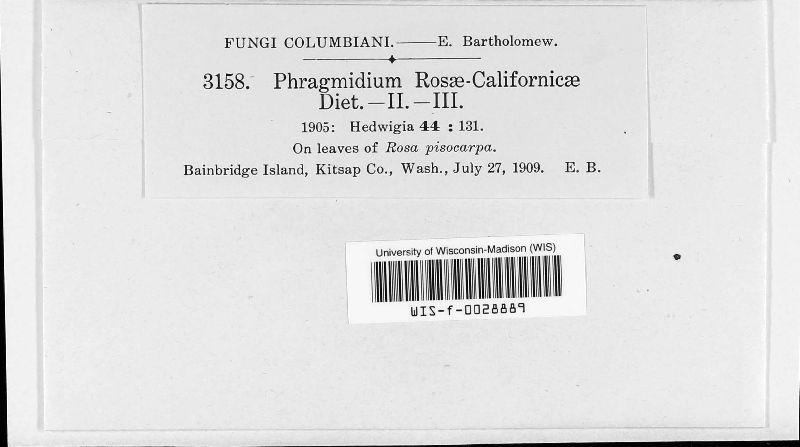 FUNGI COLUMBIANI.——E. Bartholomew.
3158. Phragmidium Rosæ-Californicæ
Diet.—II.—III.
1905: Hedwigia 44 : 131.
On leaves of Rosa pisocarpa.
Bainbridge Island, Kitsap Co., Wash., July 27, 1909. E. B.
University of Wisconsin-Madison (WIS)
WIS-f-0028889